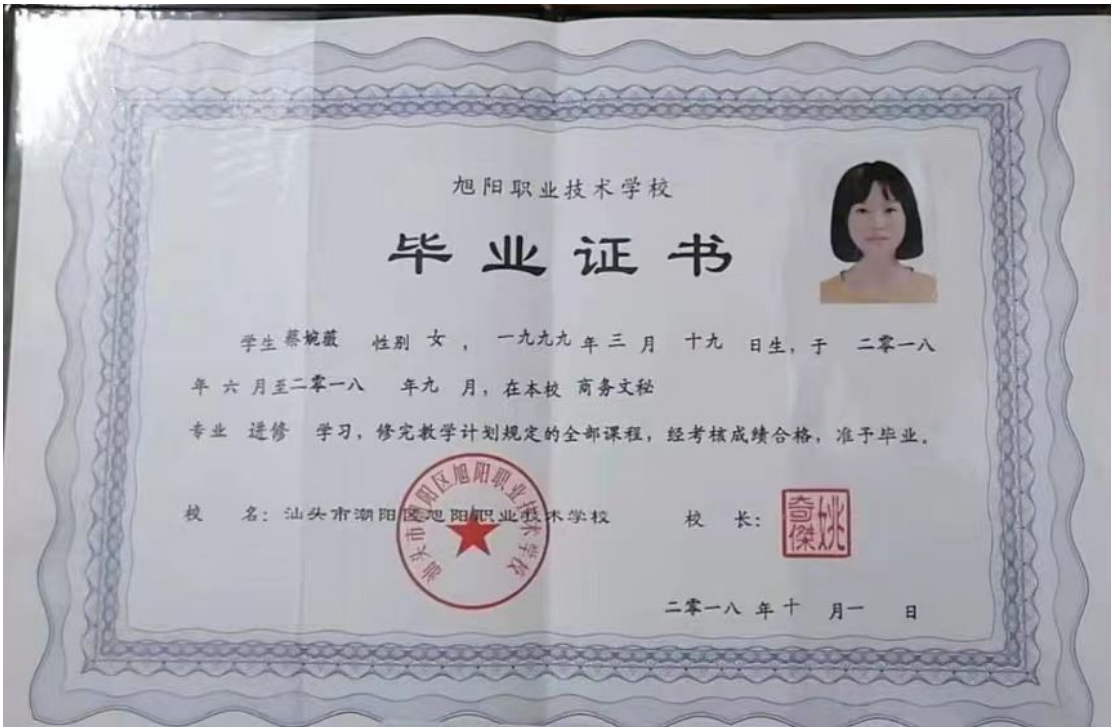 旭阳职业技术学校
毕业证书
学生 蔡婉薇 性别 女 , 一九九九 年 三 月 十九 日生, 于 二零一八
年 六 月至 二零一八 年 九 月, 在本校 商务文秘
专业 进修 学习, 修完教学计划规定的全部课程, 经考核成绩合格, 准予毕业。
校 名: 汕头市潮阳区旭阳职业技术学校 校 长:
汕头市潮阳区旭阳职业技术学校
姚奇傑
二零一八 年 十 月 一 日